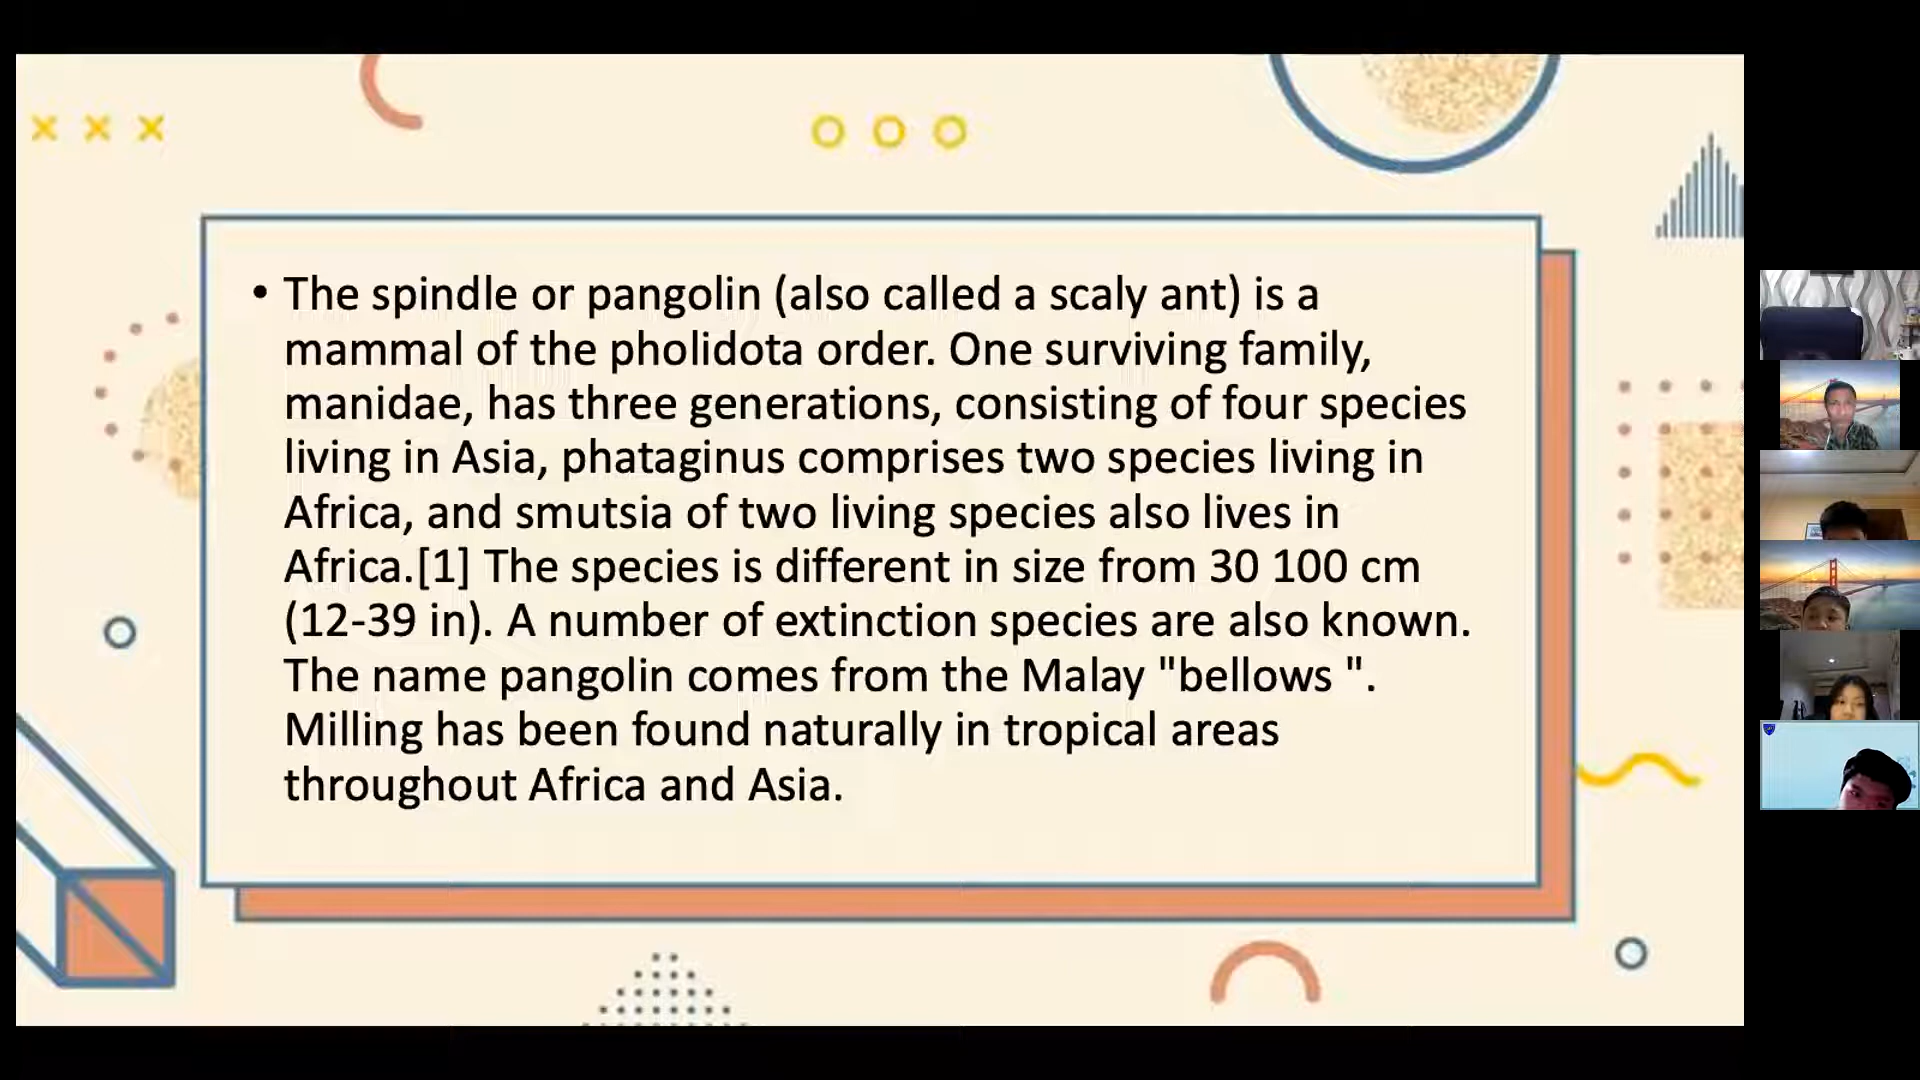 • The spindle or pangolin (also called a scaly ant) is a
mammal of the pholidota order. One surviving family,
manidae, has three generations, consisting of four species
living in Asia, phataginus comprises two species living in
Africa, and smutsia of two living species also lives in
Africa.[1] The species is different in size from 30 100 cm
(12-39 in). A number of extinction species are also known.
The name pangolin comes from the Malay "bellows ".
Milling has been found naturally in tropical areas
throughout Africa and Asia.